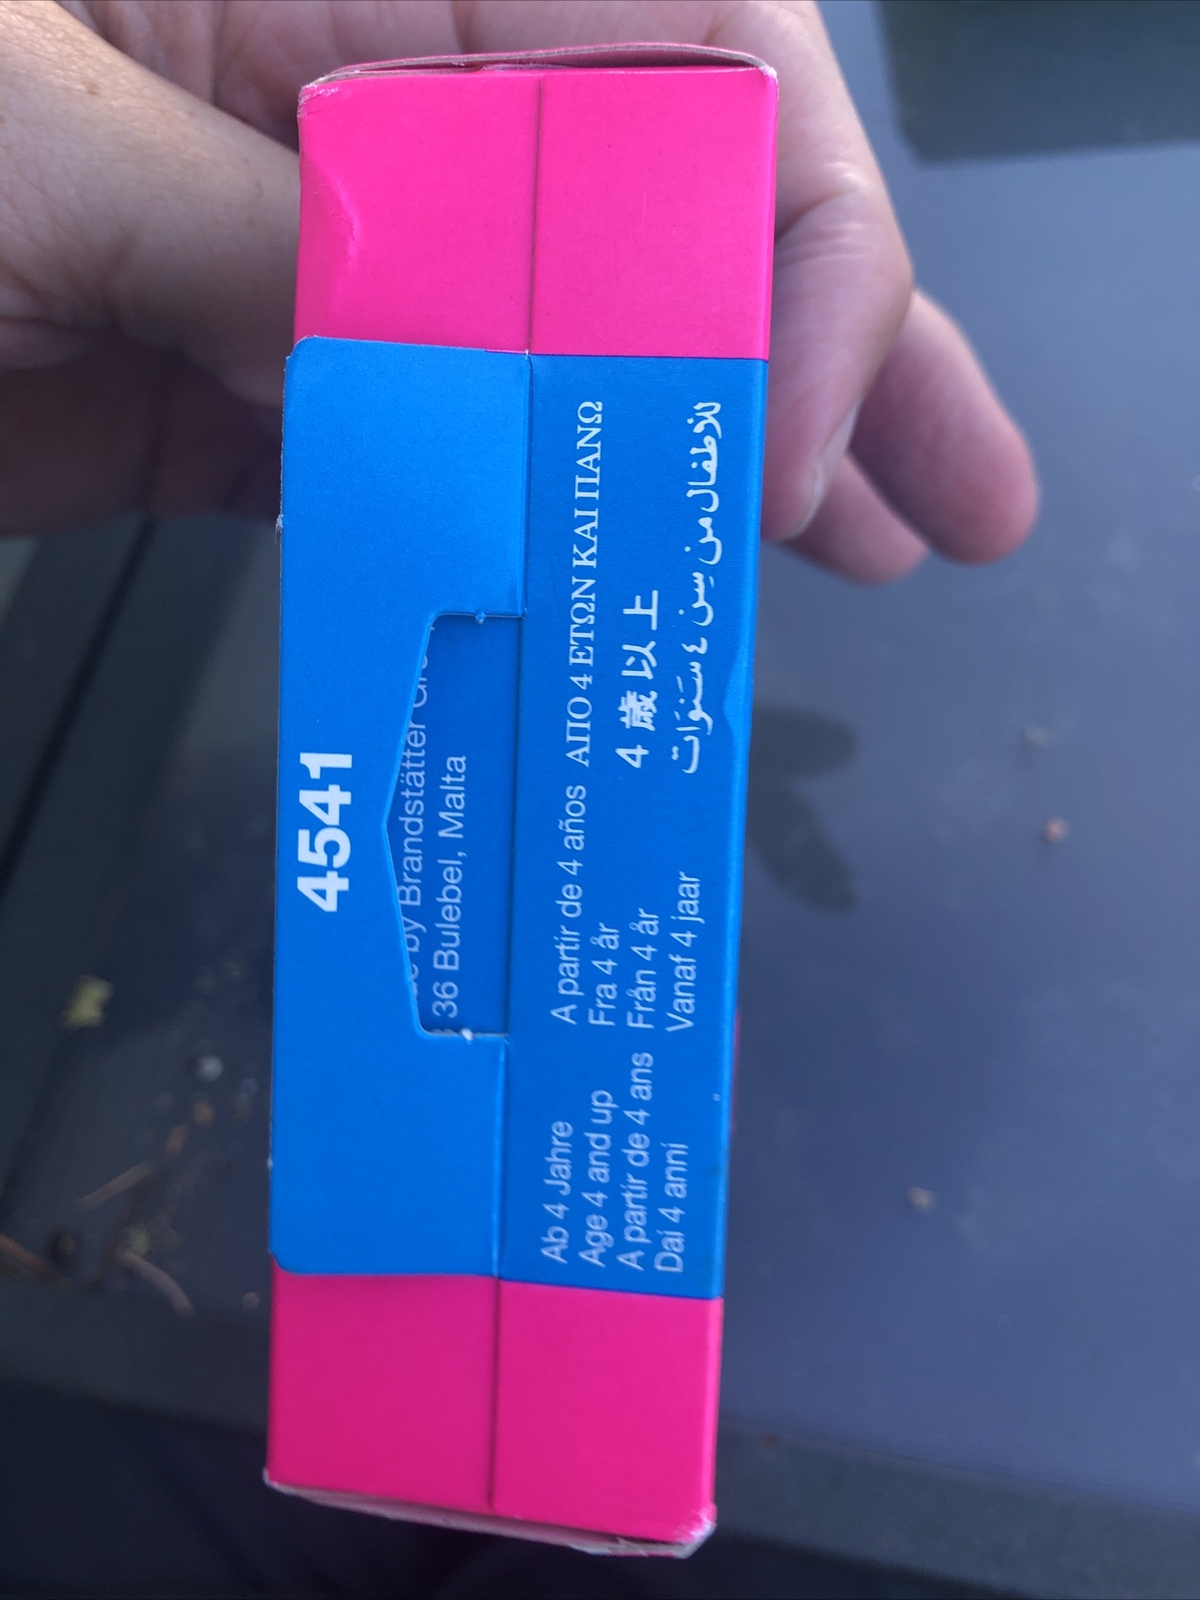 4541
by Brandstätter
36 Bulebel, Malta
Ab 4 Jahre
Age 4 and up
A partir de 4 ans
Dai 4 anni
A partir de 4 años
Fra 4 år
Från 4 år
Vanaf 4 jaar
ΑΠΟ 4 ΕΤΩΝ ΚΑΙ ΠΑΝΩ
4 歳以上
للأطفال من سِن ٤ سَنوَات